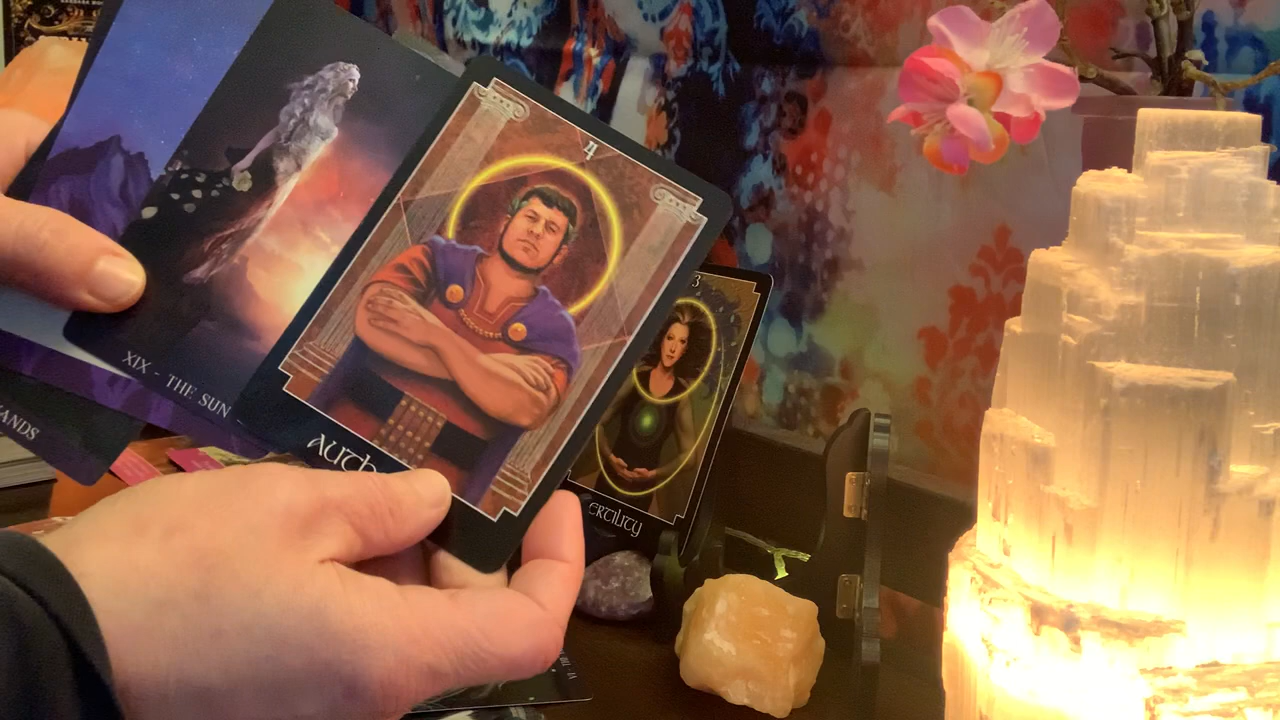 4
AUTH
XIX - THE SUN
ANDS
3
ERTILITY